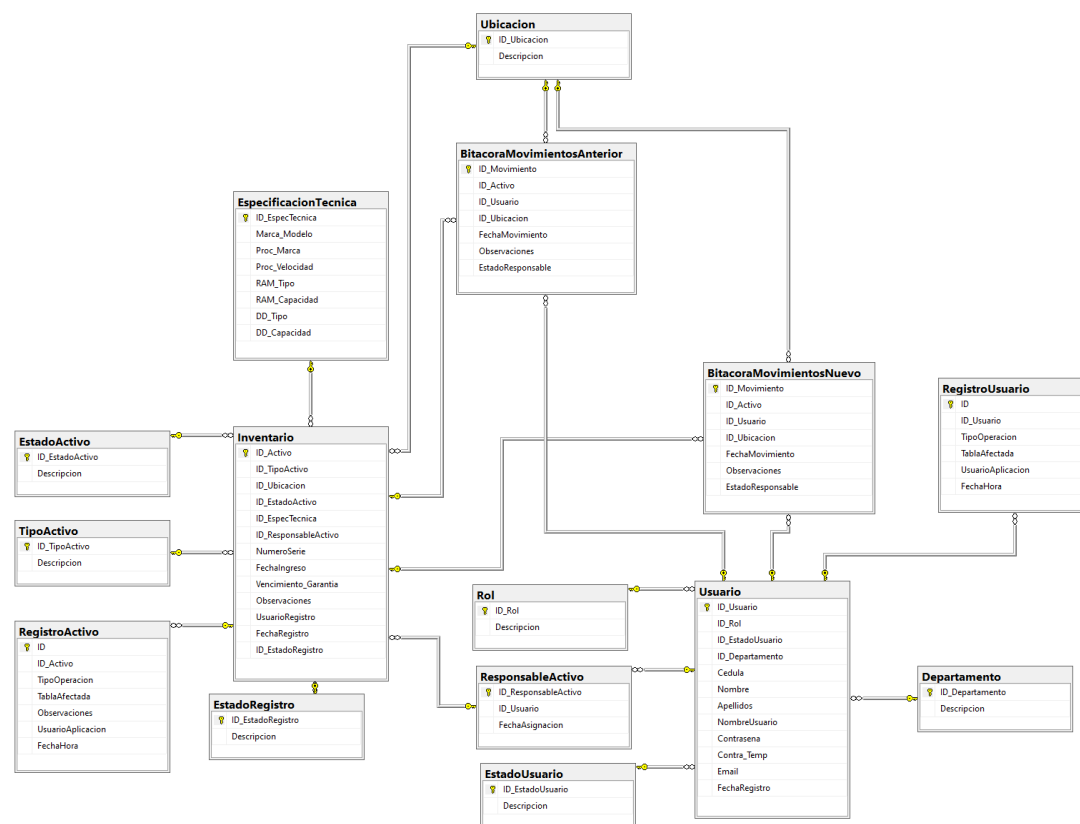 Ubicacion
ID_Ubicacion
Descripcion
BitacoraMovimientosAnterior
ID_Movimiento
ID_Activo
ID_Usuario
ID_Ubicacion
FechaMovimiento
Observaciones
EstadoResponsable
EspecificacionTecnica
ID_EspecTecnica
Marca_Modelo
Proc_Marca
Proc_Velocidad
RAM_Tipo
RAM_Capacidad
DD_Tipo
DD_Capacidad
BitacoraMovimientosNuevo
ID_Movimiento
ID_Activo
ID_Usuario
ID_Ubicacion
FechaMovimiento
Observaciones
EstadoResponsable
RegistroUsuario
ID
ID_Usuario
TipoOperacion
TablaAfectada
UsuarioAplicacion
FechaHora
EstadoActivo
ID_EstadoActivo
Descripcion
Inventario
ID_Activo
ID_TipoActivo
ID_Ubicacion
ID_EstadoActivo
ID_EspecTecnica
ID_ResponsableActivo
NumeroSerie
FechaIngreso
Vencimiento_Garantia
Observaciones
UsuarioRegistro
FechaRegistro
ID_EstadoRegistro
TipoActivo
ID_TipoActivo
Descripcion
RegistroActivo
ID
ID_Activo
TipoOperacion
TablaAfectada
Observaciones
UsuarioAplicacion
FechaHora
EstadoRegistro
ID_EstadoRegistro
Descripcion
Rol
ID_Rol
Descripcion
ResponsableActivo
ID_ResponsableActivo
ID_Usuario
FechaAsignacion
EstadoUsuario
ID_EstadoUsuario
Descripcion
Usuario
ID_Usuario
ID_Rol
ID_EstadoUsuario
ID_Departamento
Cedula
Nombre
Apellidos
NombreUsuario
Contrasena
Contra_Temp
Email
FechaRegistro
Departamento
ID_Departamento
Descripcion